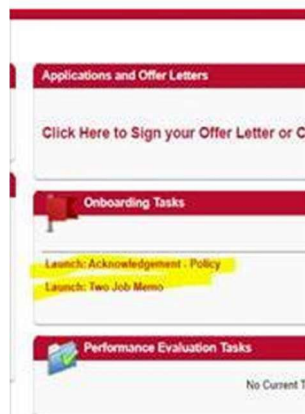 Applications and Offer Letters
Click Here to Sign your Offer Letter or C
Onboarding Tasks
Launch: Acknowledgement - Policy
Launch: Two Job Memo
Performance Evaluation Tasks
No Current T